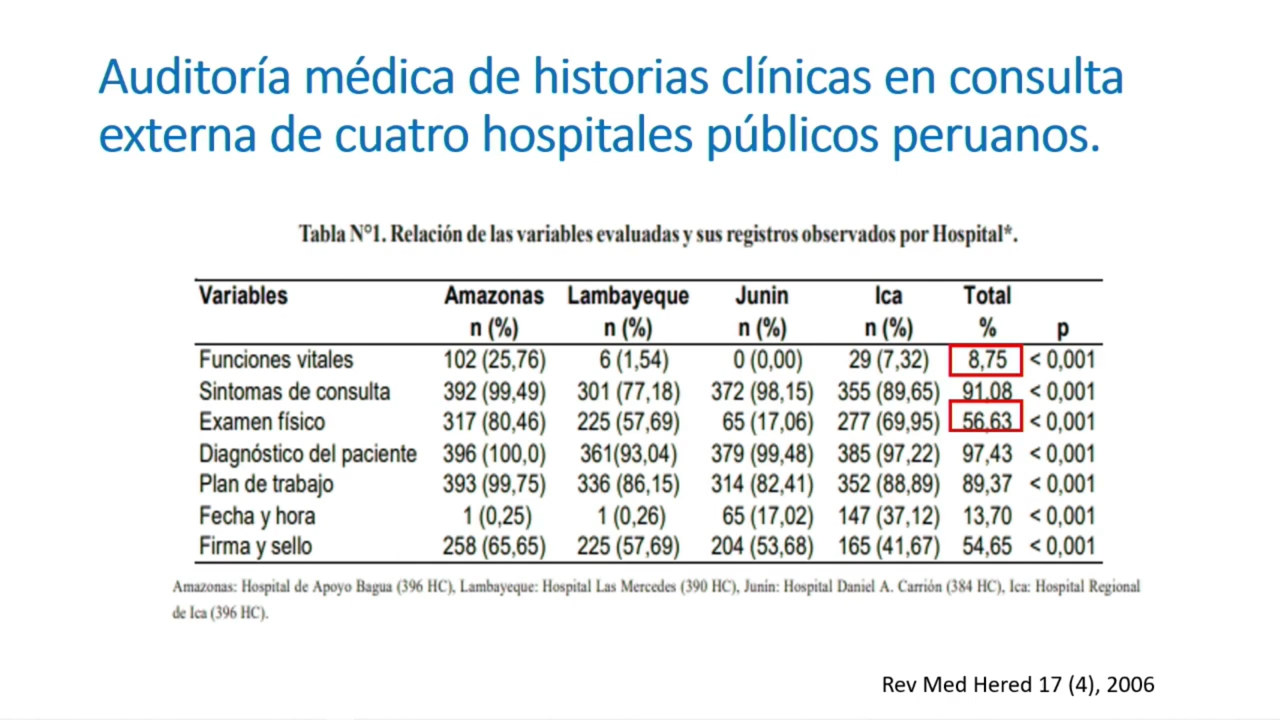 Auditoría médica de historias clínicas en consulta
externa de cuatro hospitales públicos peruanos.
Tabla N°1. Relación de las variables evaluadas y sus registros observados por Hospital*.
Variables Amazonas Lambayeque Junin Ica Total
n (%) n (%) n (%) n (%) % p
Funciones vitales 102 (25,76) 6 (1,54) 0 (0,00) 29 (7,32) 8,75 < 0,001
Sintomas de consulta 392 (99,49) 301 (77,18) 372 (98,15) 355 (89,65) 91,08 < 0,001
Examen físico 317 (80,46) 225 (57,69) 65 (17,06) 277 (69,95) 56,63 < 0,001
Diagnóstico del paciente 396 (100,0) 361(93,04) 379 (99,48) 385 (97,22) 97,43 < 0,001
Plan de trabajo 393 (99,75) 336 (86,15) 314 (82,41) 352 (88,89) 89,37 < 0,001
Fecha y hora 1 (0,25) 1 (0,26) 65 (17,02) 147 (37,12) 13,70 < 0,001
Firma y sello 258 (65,65) 225 (57,69) 204 (53,68) 165 (41,67) 54,65 < 0,001
Amazonas: Hospital de Apoyo Bagua (396 HC), Lambayeque: Hospital Las Mercedes (390 HC), Junin: Hospital Daniel A. Carrión (384 HC), Ica: Hospital Regional
de Ica (396 HC).
Rev Med Hered 17 (4), 2006